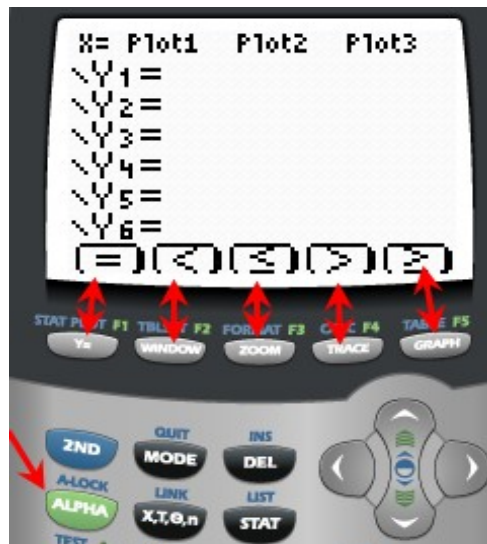 X= Plot1 Plot2 Plot3
\Y1=
\Y2=
\Y3=
\Y4=
\Y5=
\Y6=
= < ≤ > ≥
STAT PLOT F1 TBLSET F2 FORMAT F3 CALC F4 TABLE F5
Y= WINDOW ZOOM TRACE GRAPH
QUIT INS
2ND MODE DEL
A-LOCK LINK LIST
ALPHA X,T,Θ,n STAT
TEST